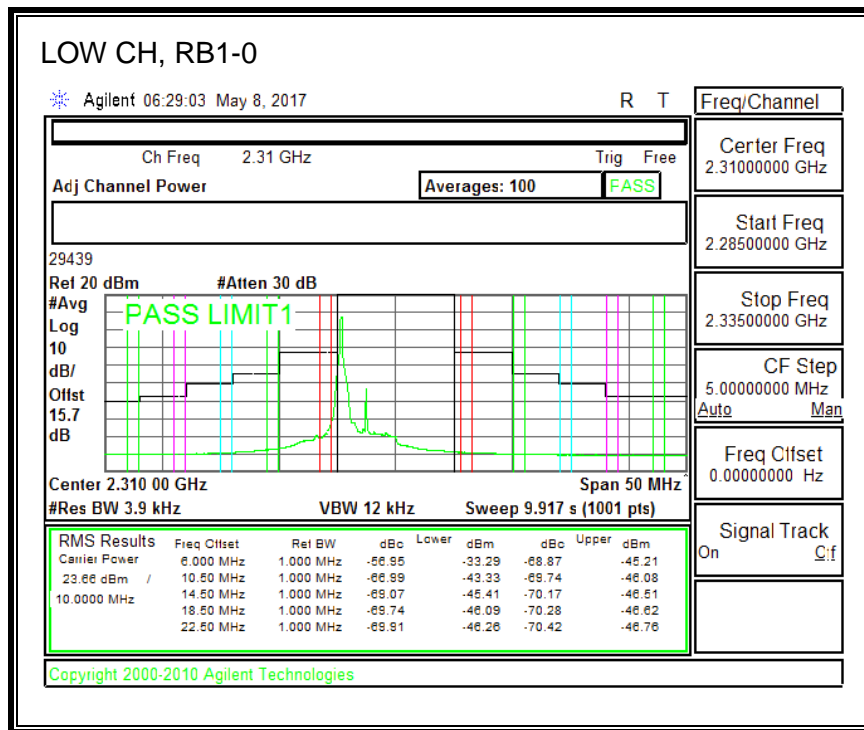 LOW CH, RB1-0
Agilent 06:29:03 May 8, 2017 R T
Freq/Channel
Ch Freq 2.31 GHz Trig Free
Adj Channel Power Averages: 100 PASS
29439
Ref 20 dBm #Atten 30 dB
#Avg
Log
10
dB/
Offst
15.7
dB
PASS LIMIT1
Center 2.310 00 GHz Span 50 MHz
#Res BW 3.9 kHz VBW 12 kHz Sweep 9.917 s (1001 pts)
RMS Results Freq Offset Ref BW dBc Lower dBm dBc Upper dBm
Carrier Power 6.000 MHz 1.000 MHz -56.95 -33.29 -68.87 -45.21
23.66 dBm / 10.50 MHz 1.000 MHz -66.99 -43.33 -69.74 -46.08
10.0000 MHz 14.50 MHz 1.000 MHz -69.07 -45.41 -70.17 -46.51
18.50 MHz 1.000 MHz -69.74 -46.09 -70.28 -46.62
22.50 MHz 1.000 MHz -69.91 -46.26 -70.42 -46.76
Copyright 2000-2010 Agilent Technologies
Center Freq
2.31000000 GHz
Start Freq
2.28500000 GHz
Stop Freq
2.33500000 GHz
CF Step
5.00000000 MHz
Auto Man
Freq Offset
0.00000000 Hz
Signal Track
On Off